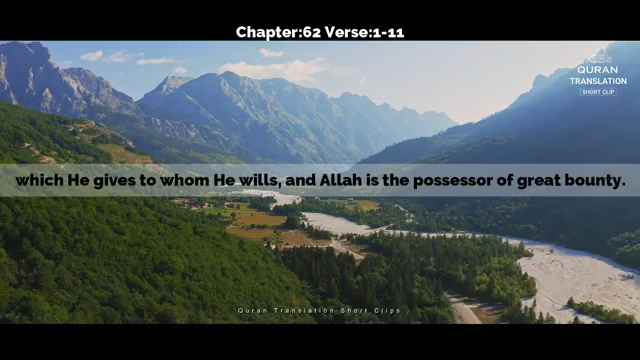 Chapter:62 Verse:1-11
QURAN
TRANSLATION
SHORT CLIP
which He gives to whom He wills, and Allah is the possessor of great bounty.
Quran Translation Short Clips